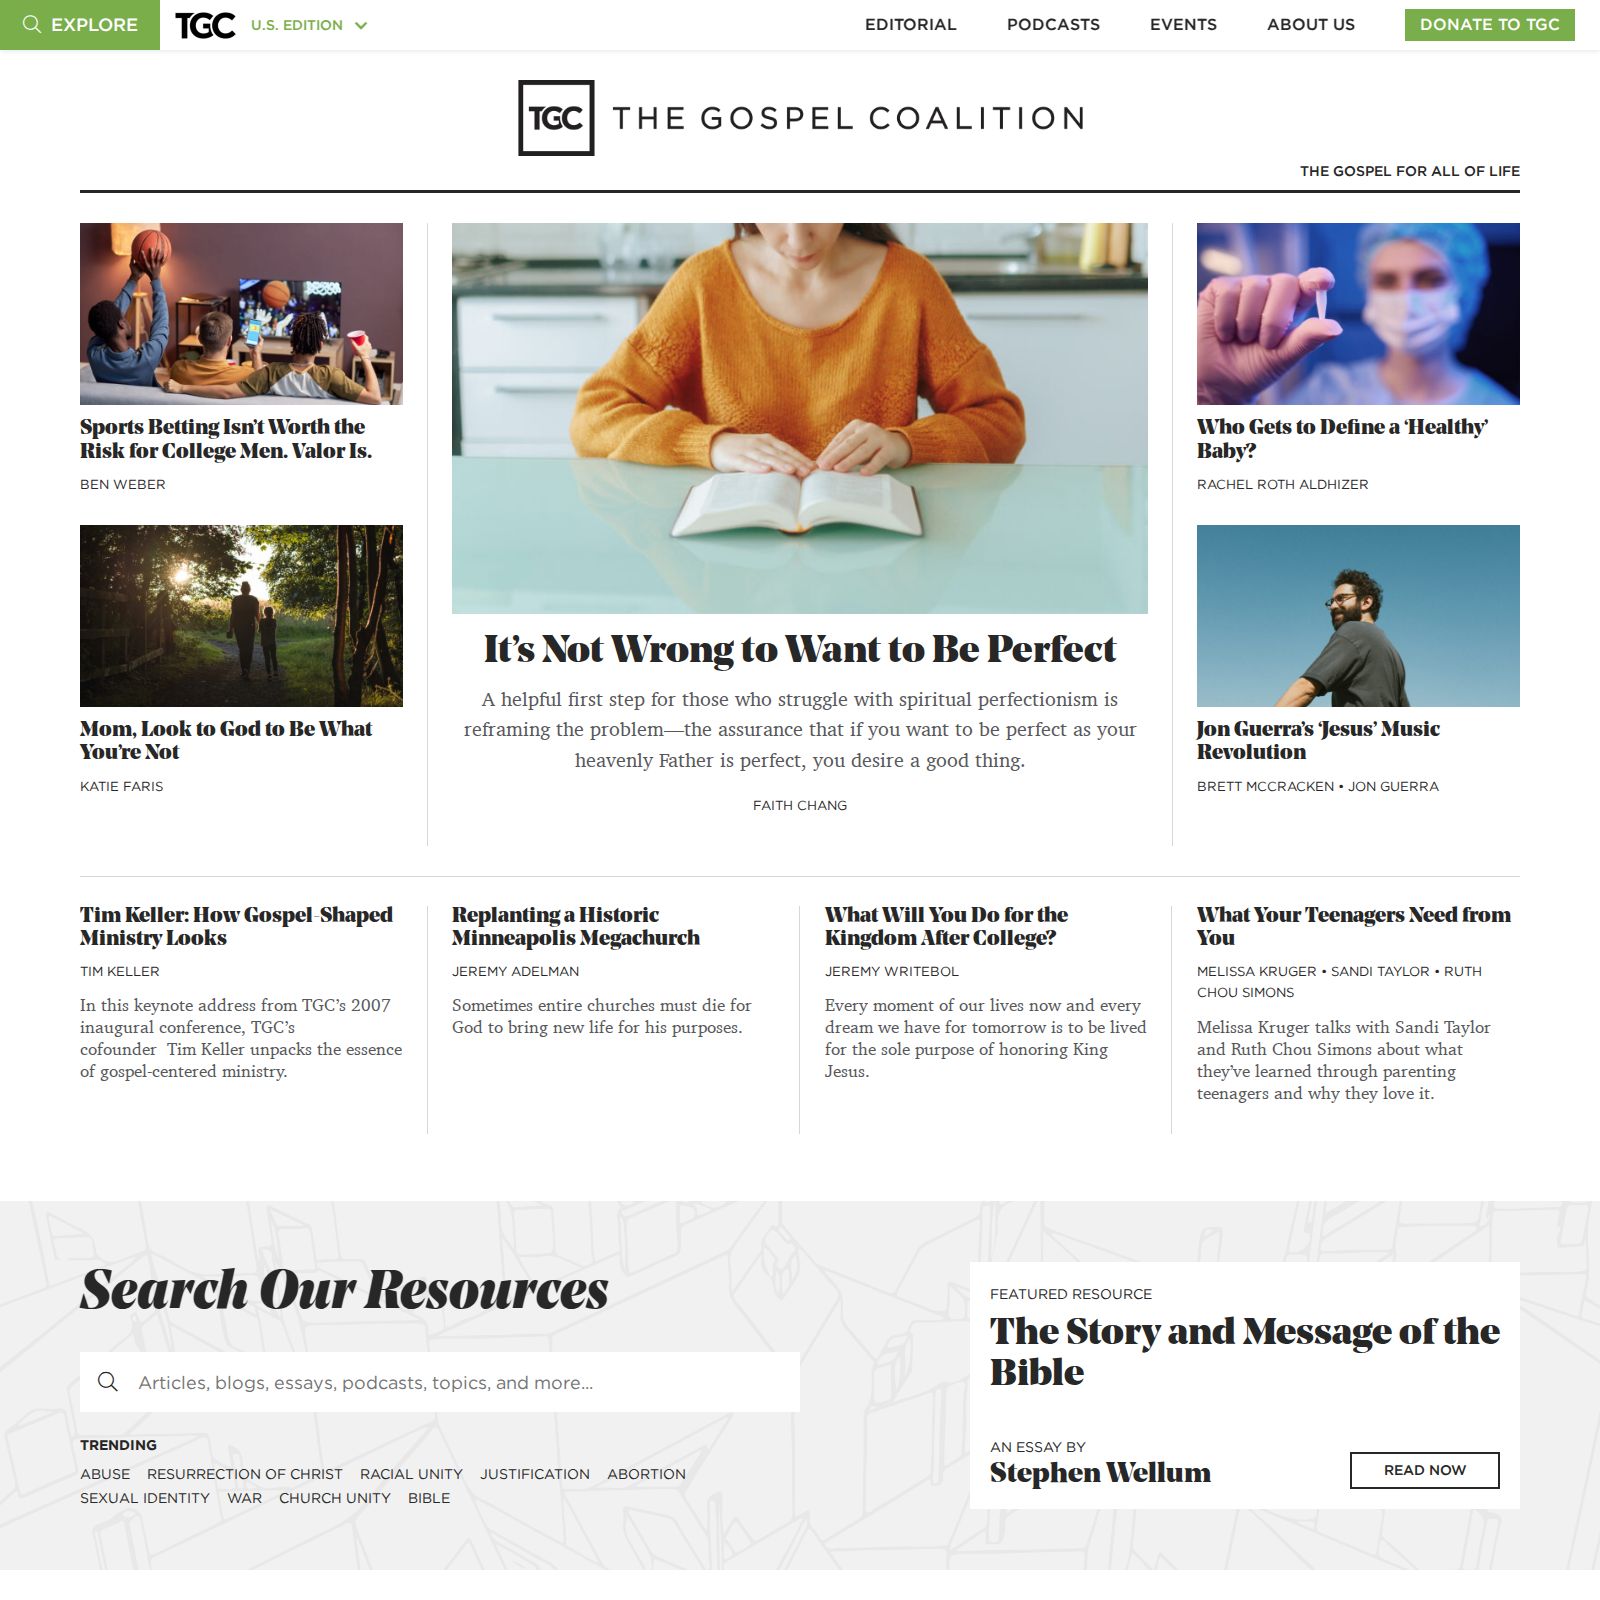 EXPLORE
TGC
U.S. EDITION
EDITORIAL
PODCASTS
EVENTS
ABOUT US
DONATE TO TGC
TGC THE GOSPEL COALITION
THE GOSPEL FOR ALL OF LIFE
Sports Betting Isn’t Worth the
Risk for College Men. Valor Is.
BEN WEBER
Mom, Look to God to Be What
You’re Not
KATIE FARIS
It’s Not Wrong to Want to Be Perfect
A helpful first step for those who struggle with spiritual perfectionism is
reframing the problem—the assurance that if you want to be perfect as your
heavenly Father is perfect, you desire a good thing.
FAITH CHANG
Who Gets to Define a ‘Healthy’
Baby?
RACHEL ROTH ALDHIZER
Jon Guerra’s ‘Jesus’ Music
Revolution
BRETT MCCRACKEN • JON GUERRA
Tim Keller: How Gospel-Shaped
Ministry Looks
TIM KELLER
In this keynote address from TGC’s 2007
inaugural conference, TGC’s
cofounder  Tim Keller unpacks the essence
of gospel-centered ministry.
Replanting a Historic
Minneapolis Megachurch
JEREMY ADELMAN
Sometimes entire churches must die for
God to bring new life for his purposes.
What Will You Do for the
Kingdom After College?
JEREMY WRITEBOL
Every moment of our lives now and every
dream we have for tomorrow is to be lived
for the sole purpose of honoring King
Jesus.
What Your Teenagers Need from
You
MELISSA KRUGER • SANDI TAYLOR • RUTH
CHOU SIMONS
Melissa Kruger talks with Sandi Taylor
and Ruth Chou Simons about what
they’ve learned through parenting
teenagers and why they love it.
Search Our Resources
Articles, blogs, essays, podcasts, topics, and more...
TRENDING
ABUSE RESURRECTION OF CHRIST RACIAL UNITY JUSTIFICATION ABORTION
SEXUAL IDENTITY WAR CHURCH UNITY BIBLE
FEATURED RESOURCE
The Story and Message of the
Bible
AN ESSAY BY
Stephen Wellum
READ NOW